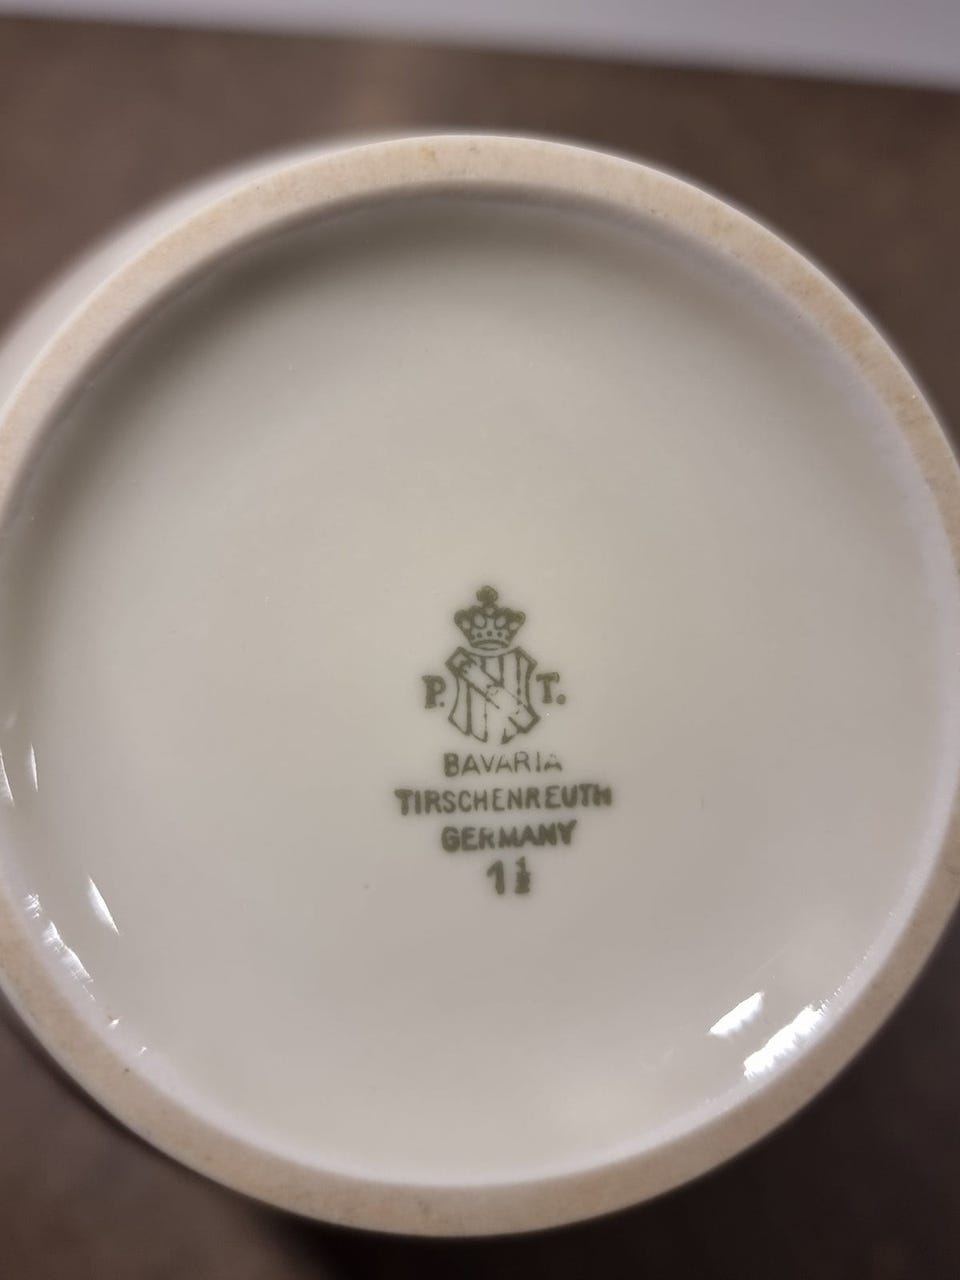 P. T.
BAVARIA
TIRSCHENREUTH
GERMANY
1½